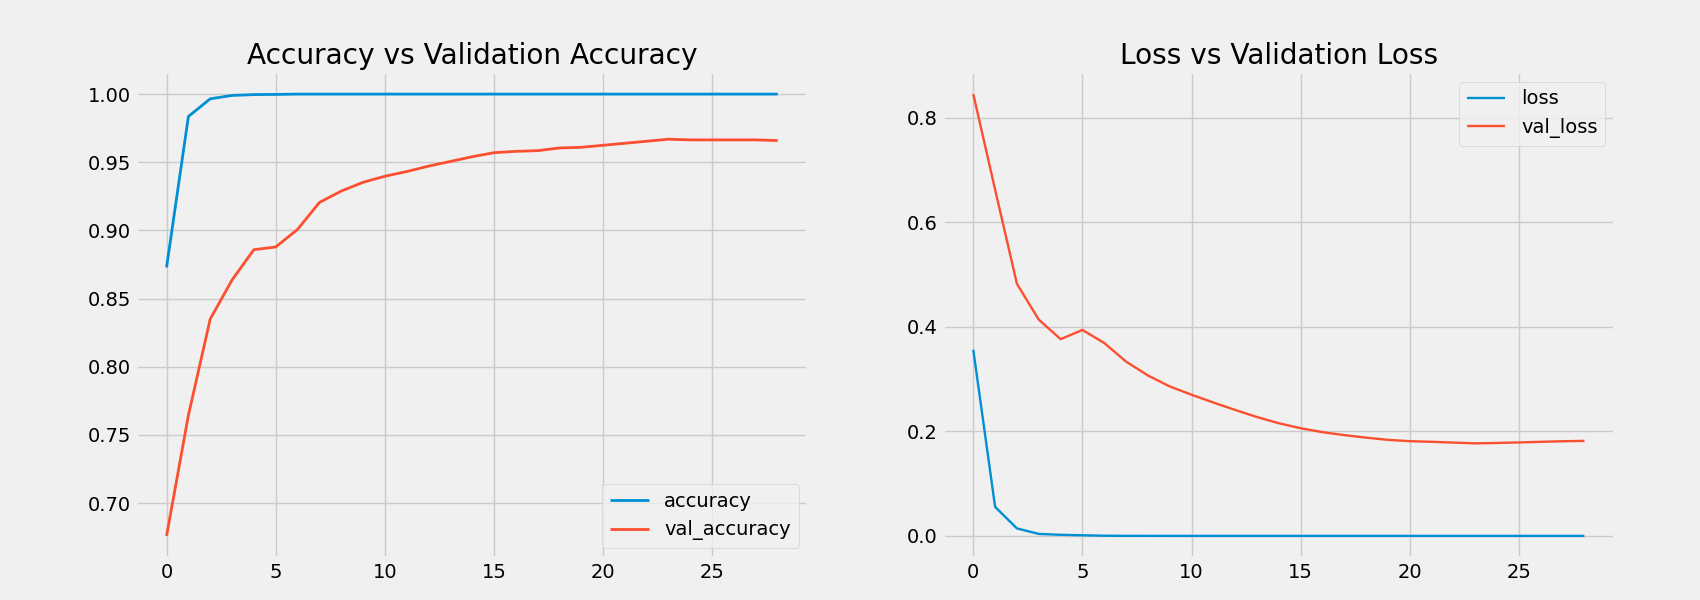 Accuracy vs Validation Accuracy
1.00
0.95
0.90
0.85
0.80
0.75
0.70
accuracy
val_accuracy
0 5 10 15 20 25
Loss vs Validation Loss
loss
val_loss
0.8
0.6
0.4
0.2
0.0
0 5 10 15 20 25